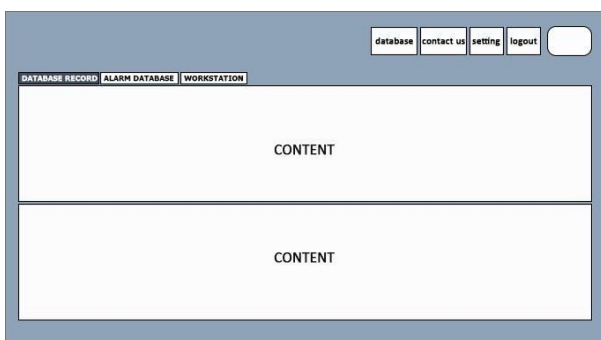 database contact us setting logout
DATABASE RECORD ALARM DATABASE WORKSTATION
CONTENT
CONTENT